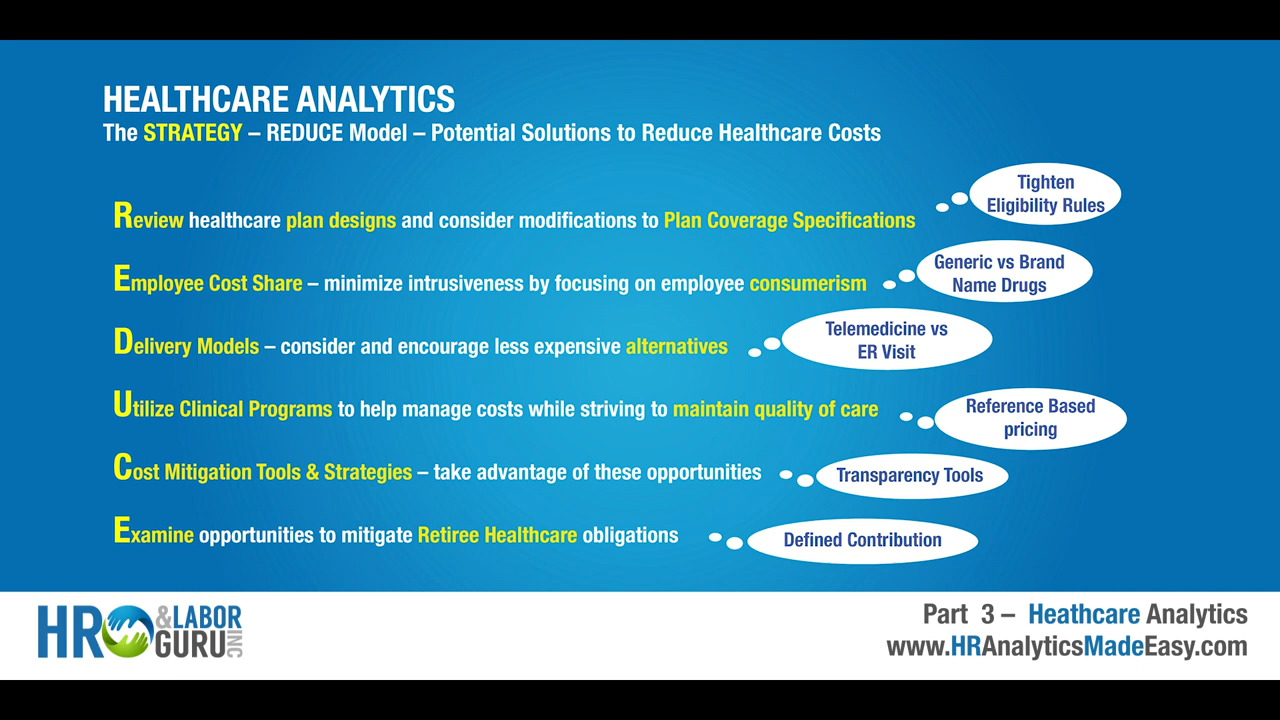 HEALTHCARE ANALYTICS
The STRATEGY – REDUCE Model – Potential Solutions to Reduce Healthcare Costs
Review healthcare plan designs and consider modifications to Plan Coverage Specifications
Tighten
Eligibility Rules
Employee Cost Share – minimize intrusiveness by focusing on employee consumerism
Generic vs Brand
Name Drugs
Delivery Models – consider and encourage less expensive alternatives
Telemedicine vs
ER Visit
Utilize Clinical Programs to help manage costs while striving to maintain quality of care
Reference Based
pricing
Cost Mitigation Tools & Strategies – take advantage of these opportunities
Transparency Tools
Examine opportunities to mitigate Retiree Healthcare obligations
Defined Contribution
HR & LABOR
GURU INC
Part 3 – Heathcare Analytics
www.HRAnalyticsMadeEasy.com